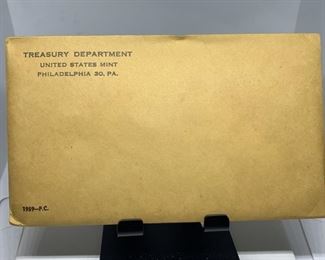 TREASURY DEPARTMENT
UNITED STATES MINT
PHILADELPHIA 30, PA.
1959-P.C.